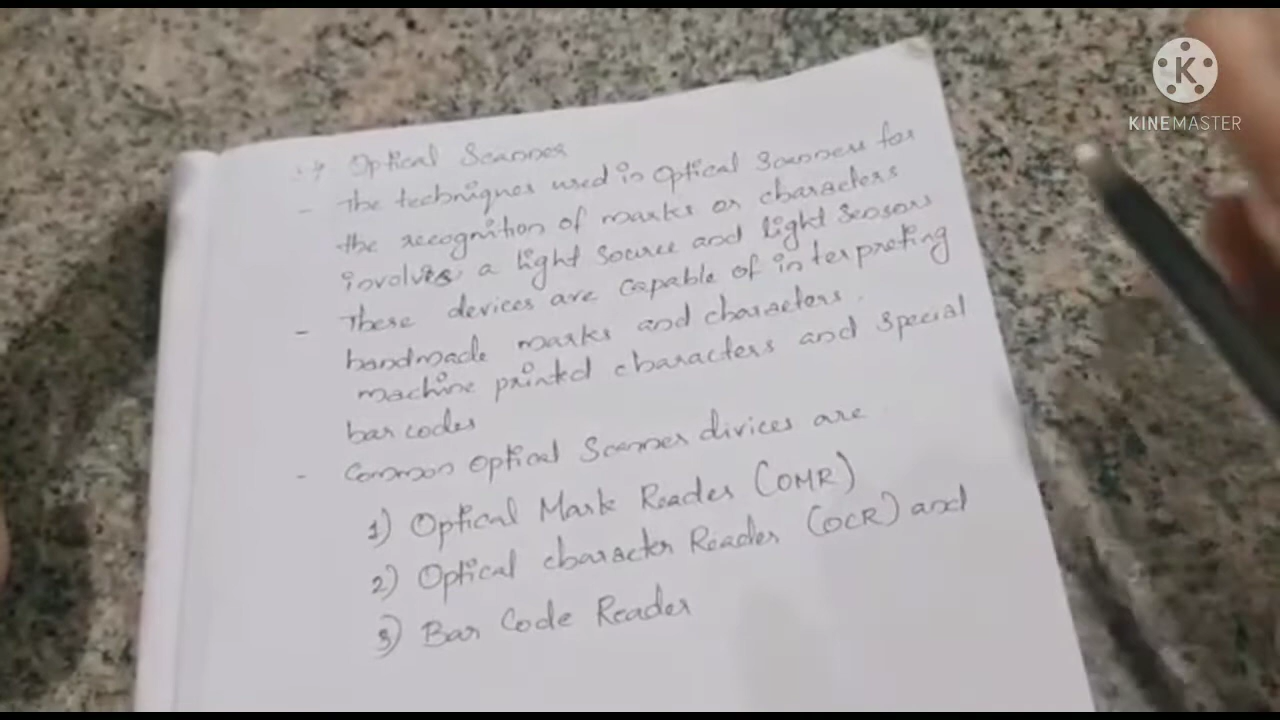 Optical Scanner
- The techniques used in Optical Scanners for
the recognition of marks or characters
involves a light source and light Sensors
- These devices are capable of interpreting
handmade marks and characters.
machine printed characters and special
bar codes
- Common Optical Scanner divices are
1) Optical Mark Reader (OMR)
2) Optical character Reader (OCR) and
3) Bar Code Reader
K
KINEMASTER